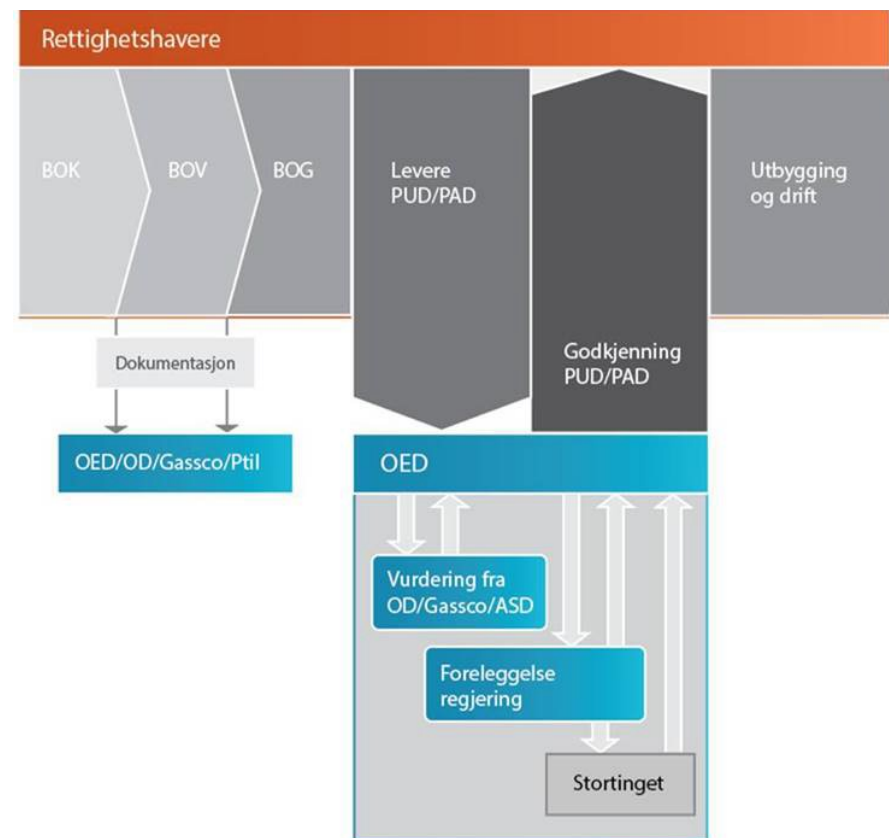 Rettighetshavere
BOK
BOV
BOG
Levere
PUD/PAD
Godkjenning
PUD/PAD
Utbygging
og drift
Dokumentasjon
OED/OD/Gassco/Ptil
OED
Vurdering fra
OD/Gassco/ASD
Foreleggelse
regjering
Stortinget